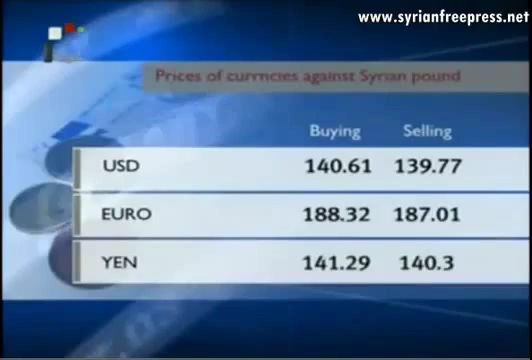 www.syrianfreepress.net
Prices of currncies against Syrian pound
Buying Selling
USD 140.61 139.77
EURO 188.32 187.01
YEN 141.29 140.3